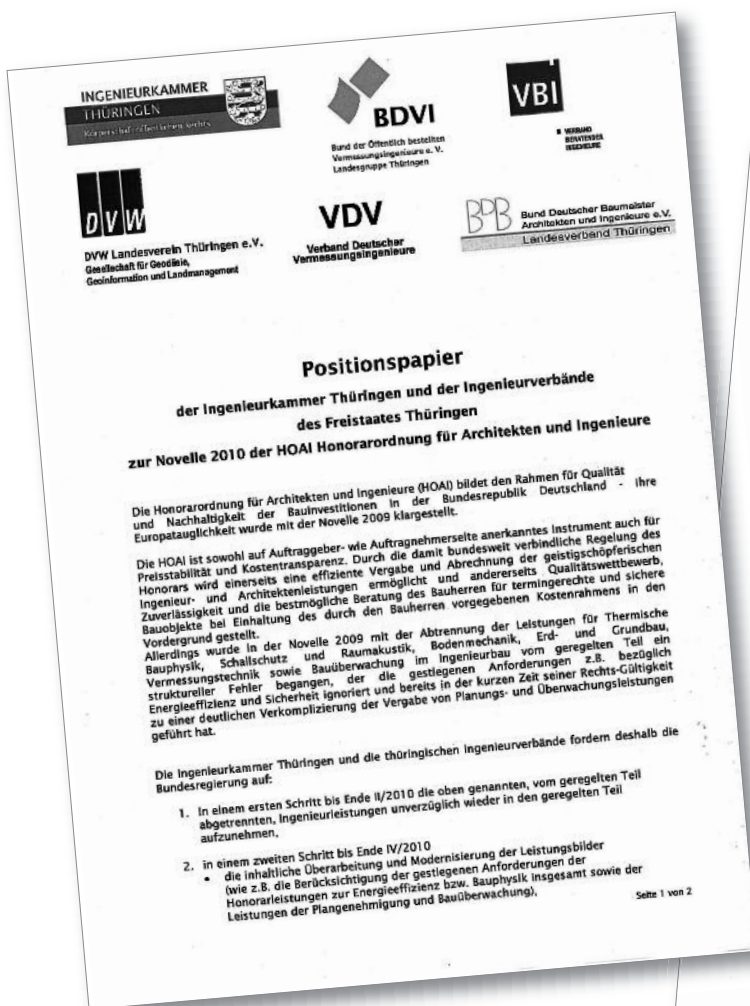 INGENIEURKAMMER
THÜRINGEN
Körperschaft öffentlichen Rechts
BDVI
Bund der Öffentlich bestellten
Vermessungsingenieure e. V.
Landesgruppe Thüringen
VBI
VERBAND
BERATENDER
INGENIEURE
DVW
DVW Landesverein Thüringen e.V.
Gesellschaft für Geodäsie,
Geoinformation und Landmanagement
VDV
Verband Deutscher
Vermessungsingenieure
BDB
Bund Deutscher Baumeister
Architekten und Ingenieure e.V.
Landesverband Thüringen
Positionspapier
der Ingenieurkammer Thüringen und der Ingenieurverbände
des Freistaates Thüringen
zur Novelle 2010 der HOAI Honorarordnung für Architekten und Ingenieure
Die Honorarordnung für Architekten und Ingenieure (HOAI) bildet den Rahmen für Qualität
und Nachhaltigkeit der Bauinvestitionen in der Bundesrepublik Deutschland - ihre
Europatauglichkeit wurde mit der Novelle 2009 klargestellt.
Die HOAI ist sowohl auf Auftraggeber- wie Auftragnehmerseite anerkanntes Instrument auch für
Preisstabilität und Kostentransparenz. Durch die damit bundesweit verbindliche Regelung des
Honorars wird einerseits eine effiziente Vergabe und Abrechnung der geistigschöpferischen
Ingenieur- und Architektenleistungen ermöglicht und andererseits Qualitätswettbewerb,
Zuverlässigkeit und die bestmögliche Beratung des Bauherren für termingerechte und sichere
Bauobjekte bei Einhaltung des durch den Bauherren vorgegebenen Kostenrahmens in den
Vordergrund gestellt.
Allerdings wurde in der Novelle 2009 mit der Abtrennung der Leistungen für Thermische
Bauphysik, Schallschutz und Raumakustik, Bodenmechanik, Erd- und Grundbau,
Vermessungstechnik sowie Bauüberwachung im Ingenieurbau vom geregelten Teil ein
struktureller Fehler begangen, der die gestiegenen Anforderungen z.B. bezüglich
Energieeffizienz und Sicherheit ignoriert und bereits in der kurzen Zeit seiner Rechts-Gültigkeit
zu einer deutlichen Verkomplizierung der Vergabe von Planungs- und Überwachungsleistungen
geführt hat.
Die Ingenieurkammer Thüringen und die thüringischen Ingenieurverbände fordern deshalb die
Bundesregierung auf:
1. In einem ersten Schritt bis Ende II/2010 die oben genannten, vom geregelten Teil
abgetrennten, Ingenieurleistungen unverzüglich wieder in den geregelten Teil
aufzunehmen,
2. in einem zweiten Schritt bis Ende IV/2010
• die inhaltliche Überarbeitung und Modernisierung der Leistungsbilder
(wie z.B. die Berücksichtigung der gestiegenen Anforderungen der
Honorarleistungen zur Energieeffizienz bzw. Bauphysik insgesamt sowie der
Leistungen der Plangenehmigung und Bauüberwachung),
Seite 1 von 2